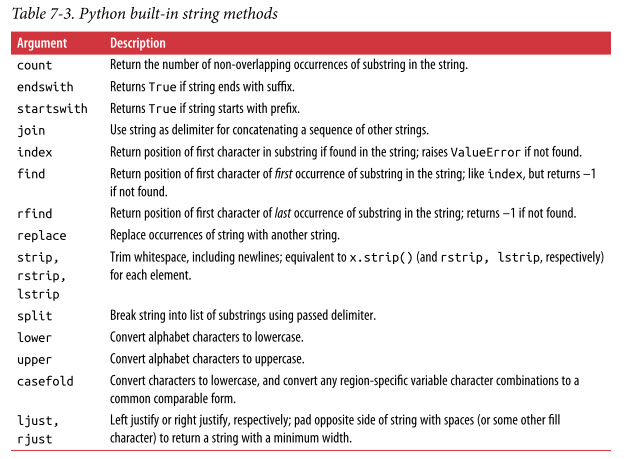 Table 7-3. Python built-in string methods
Argument Description
count Return the number of non-overlapping occurrences of substring in the string.
endswith Returns True if string ends with suffix.
startswith Returns True if string starts with prefix.
join Use string as delimiter for concatenating a sequence of other strings.
index Return position of first character in substring if found in the string; raises ValueError if not found.
find Return position of first character of first occurrence of substring in the string; like index, but returns –1
if not found.
rfind Return position of first character of last occurrence of substring in the string; returns –1 if not found.
replace Replace occurrences of string with another string.
strip, Trim whitespace, including newlines; equivalent to x.strip() (and rstrip, lstrip, respectively)
rstrip, for each element.
lstrip
split Break string into list of substrings using passed delimiter.
lower Convert alphabet characters to lowercase.
upper Convert alphabet characters to uppercase.
casefold Convert characters to lowercase, and convert any region-specific variable character combinations to a
common comparable form.
ljust, Left justify or right justify, respectively; pad opposite side of string with spaces (or some other fill
rjust character) to return a string with a minimum width.